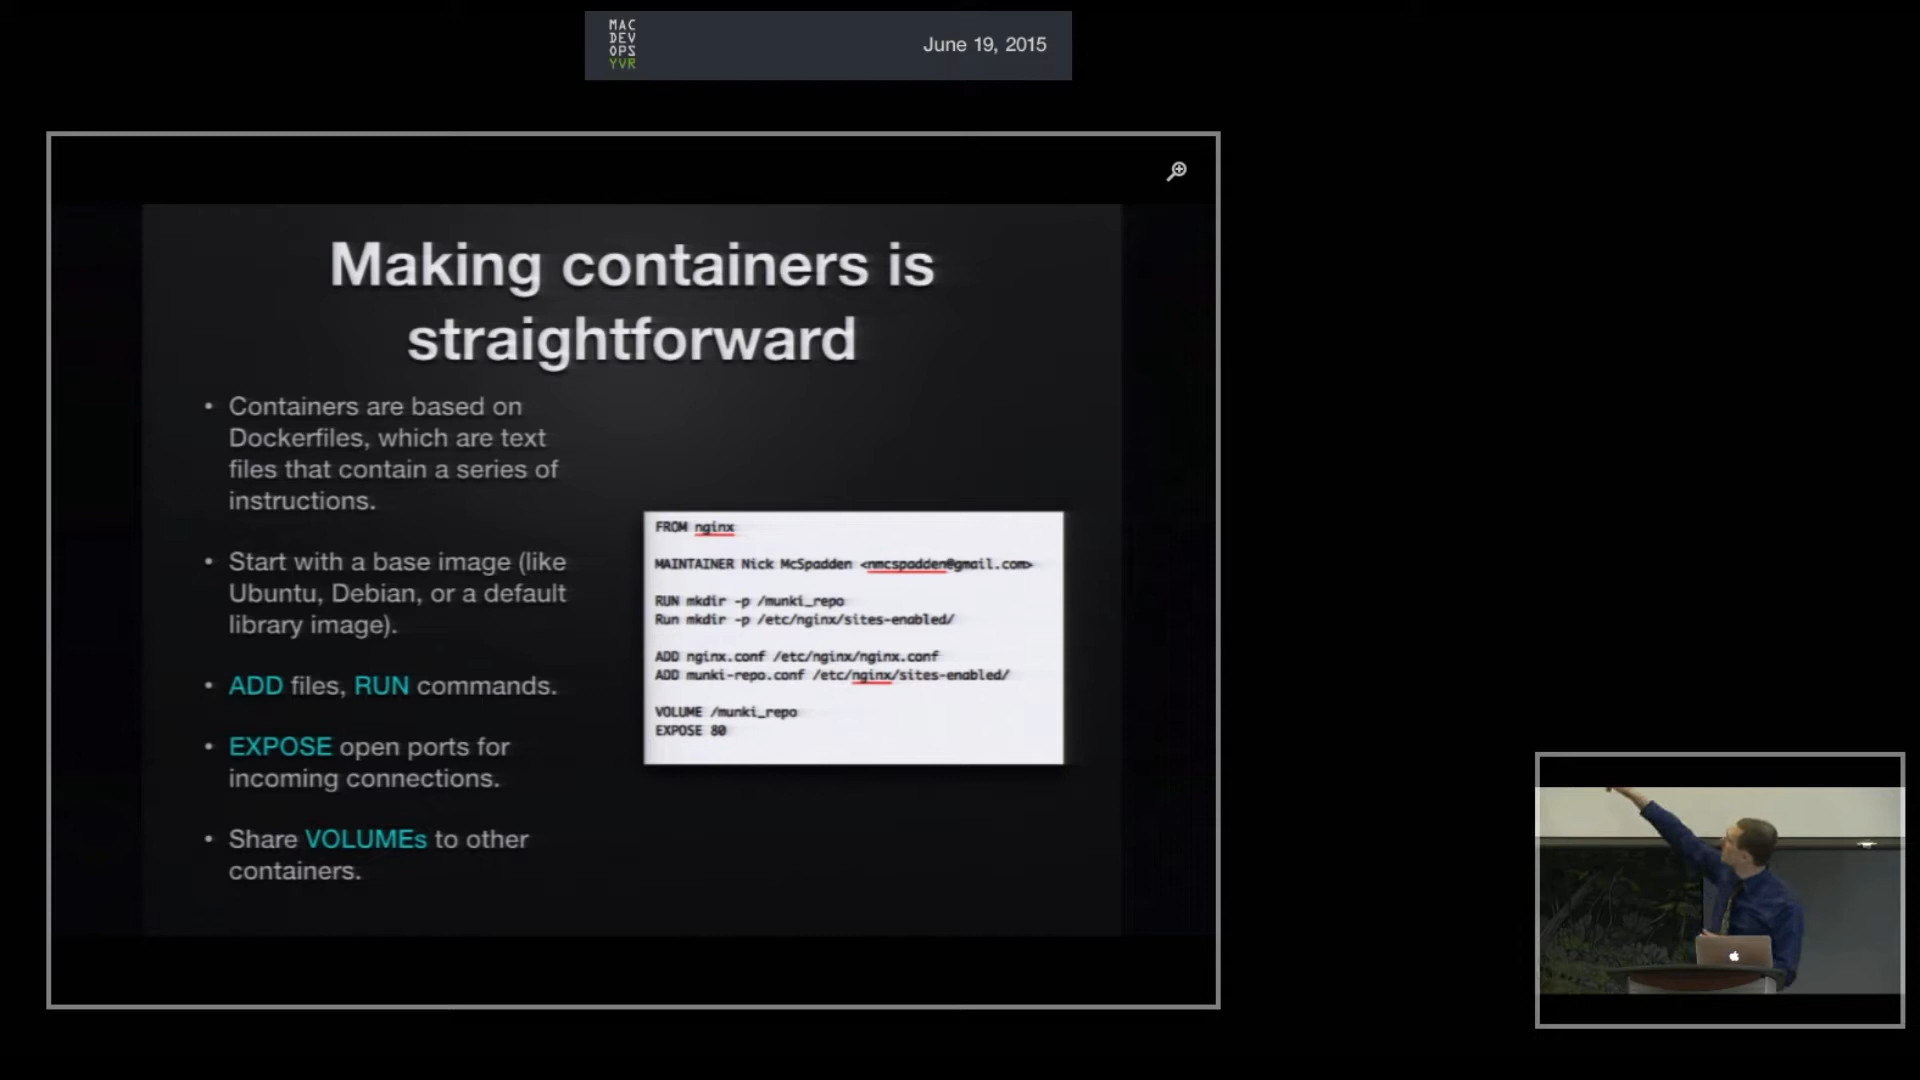 MAC
DEV
OPS
YVR
June 19, 2015
Making containers is
straightforward
• Containers are based on
Dockerfiles, which are text
files that contain a series of
instructions.
• Start with a base image (like
Ubuntu, Debian, or a default
library image).
• ADD files, RUN commands.
• EXPOSE open ports for
incoming connections.
• Share VOLUMEs to other
containers.
FROM nginx
MAINTAINER Nick McSpadden <nmcspadden@gmail.com>
RUN mkdir -p /munki_repo
Run mkdir -p /etc/nginx/sites-enabled/
ADD nginx.conf /etc/nginx/nginx.conf
ADD munki-repo.conf /etc/nginx/sites-enabled/
VOLUME /munki_repo
EXPOSE 80